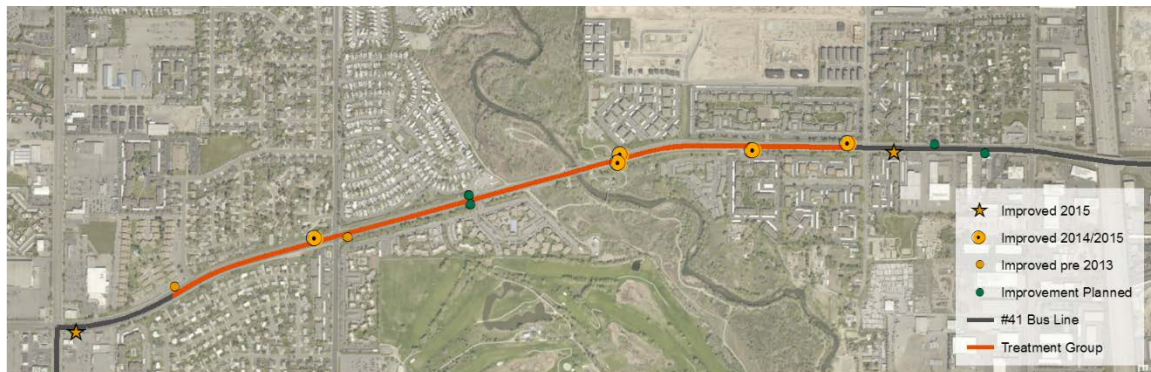 Improved 2015
Improved 2014/2015
Improved pre 2013
Improvement Planned
#41 Bus Line
Treatment Group